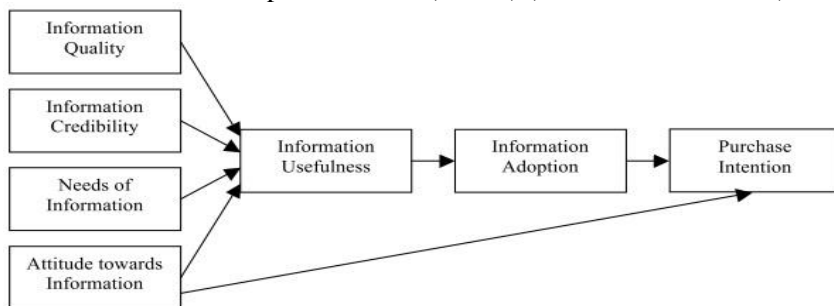 Information
Quality
Information
Credibility
Needs of
Information
Attitude towards
Information
Information
Usefulness
Information
Adoption
Purchase
Intention